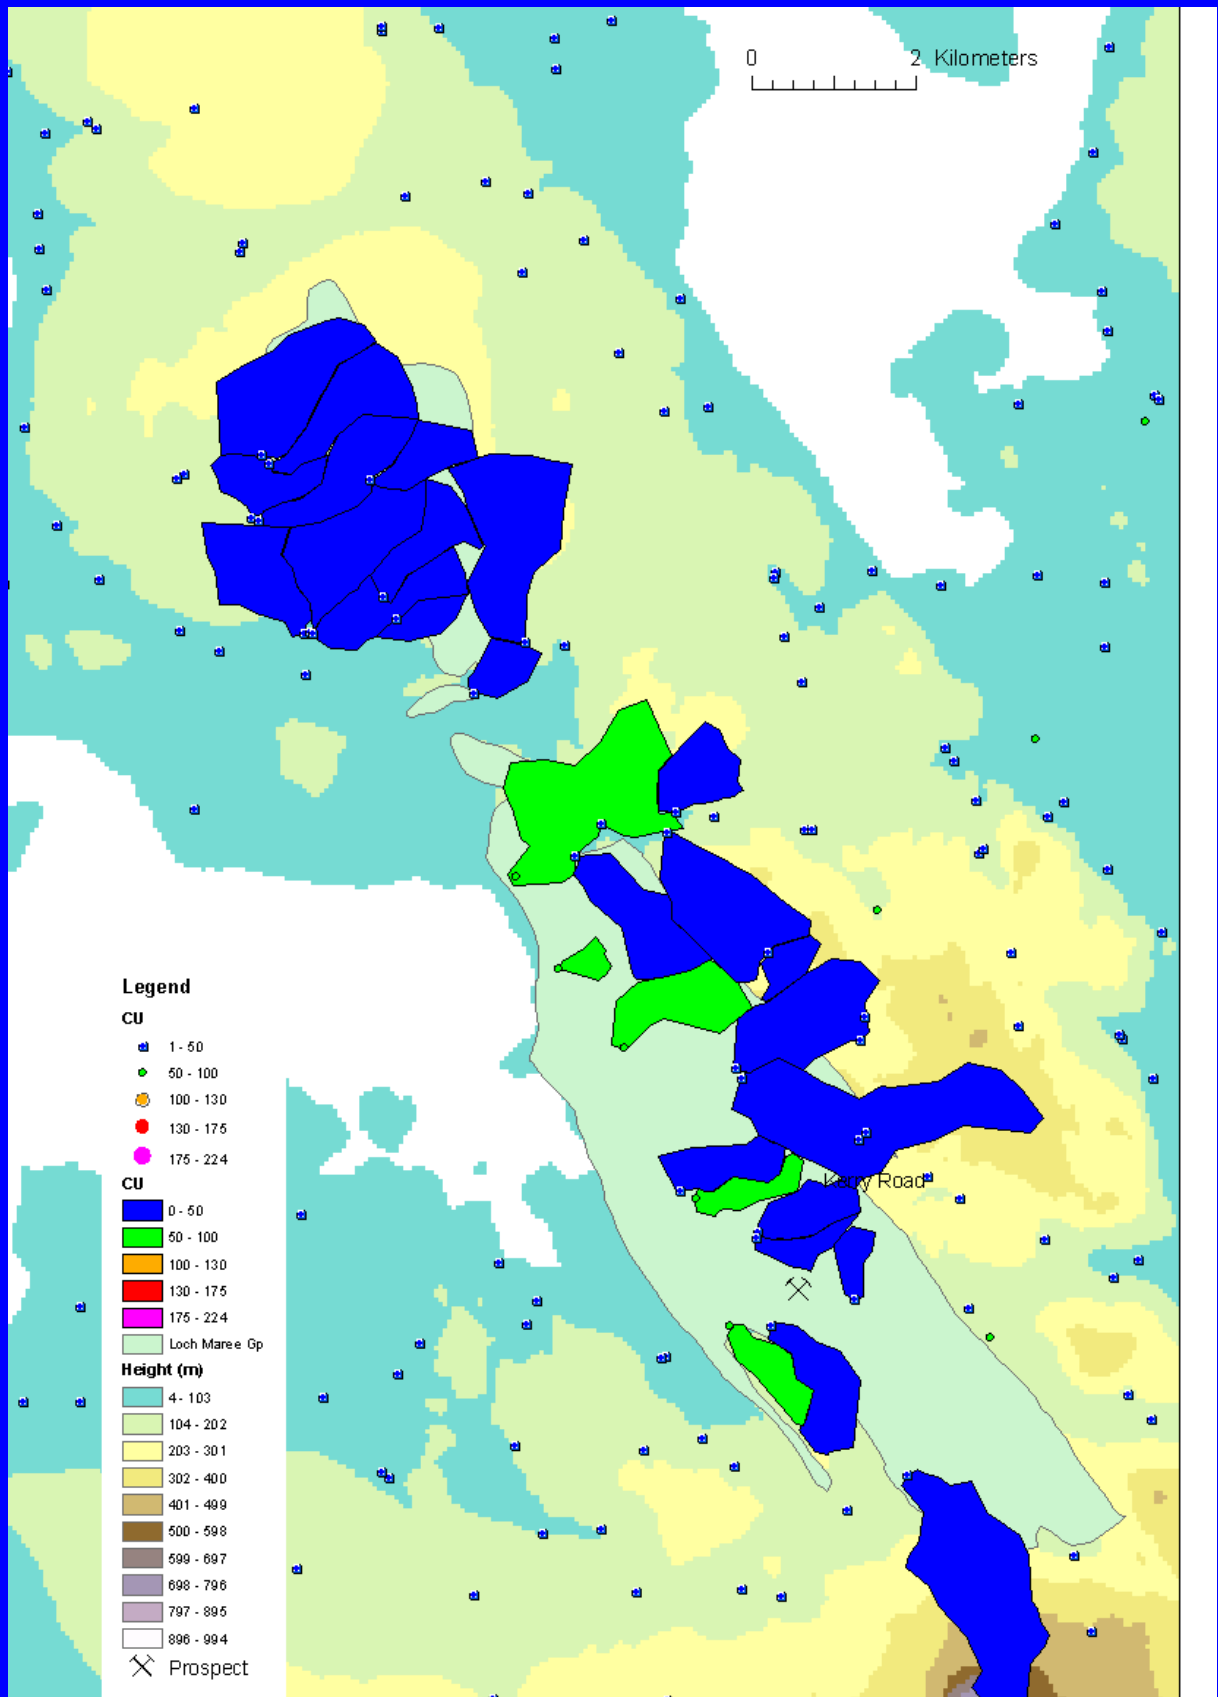 0 2 Kilometers
Kerry Road
Legend
CU
1 - 50
50 - 100
100 - 130
130 - 175
175 - 224
CU
0 - 50
50 - 100
100 - 130
130 - 175
175 - 224
Loch Maree Gp
Height (m)
4 - 103
104 - 202
203 - 301
302 - 400
401 - 499
500 - 598
599 - 697
698 - 796
797 - 895
896 - 994
Prospect